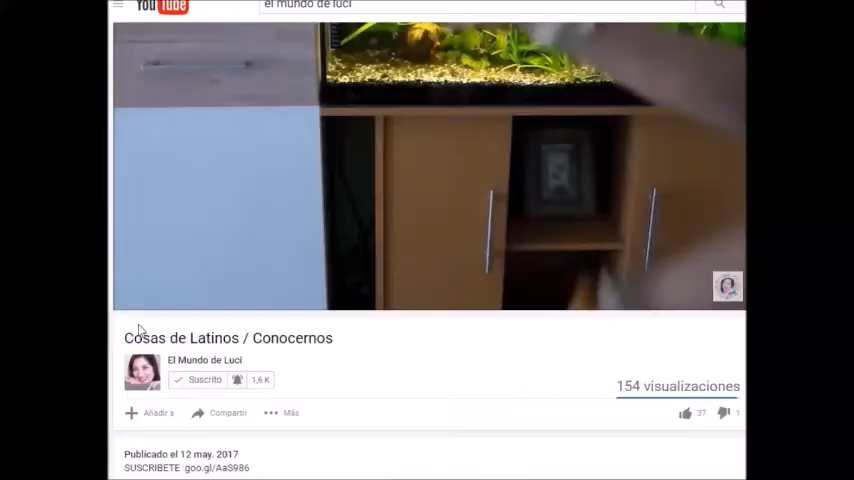 YouTube
el mundo de luci
Cosas de Latinos / Conocernos
El Mundo de Luci
Suscrito
1,6 K
154 visualizaciones
Añadir a
Compartir
Más
37
1
Publicado el 12 may. 2017
SUSCRIBETE :goo.gl/AaS986